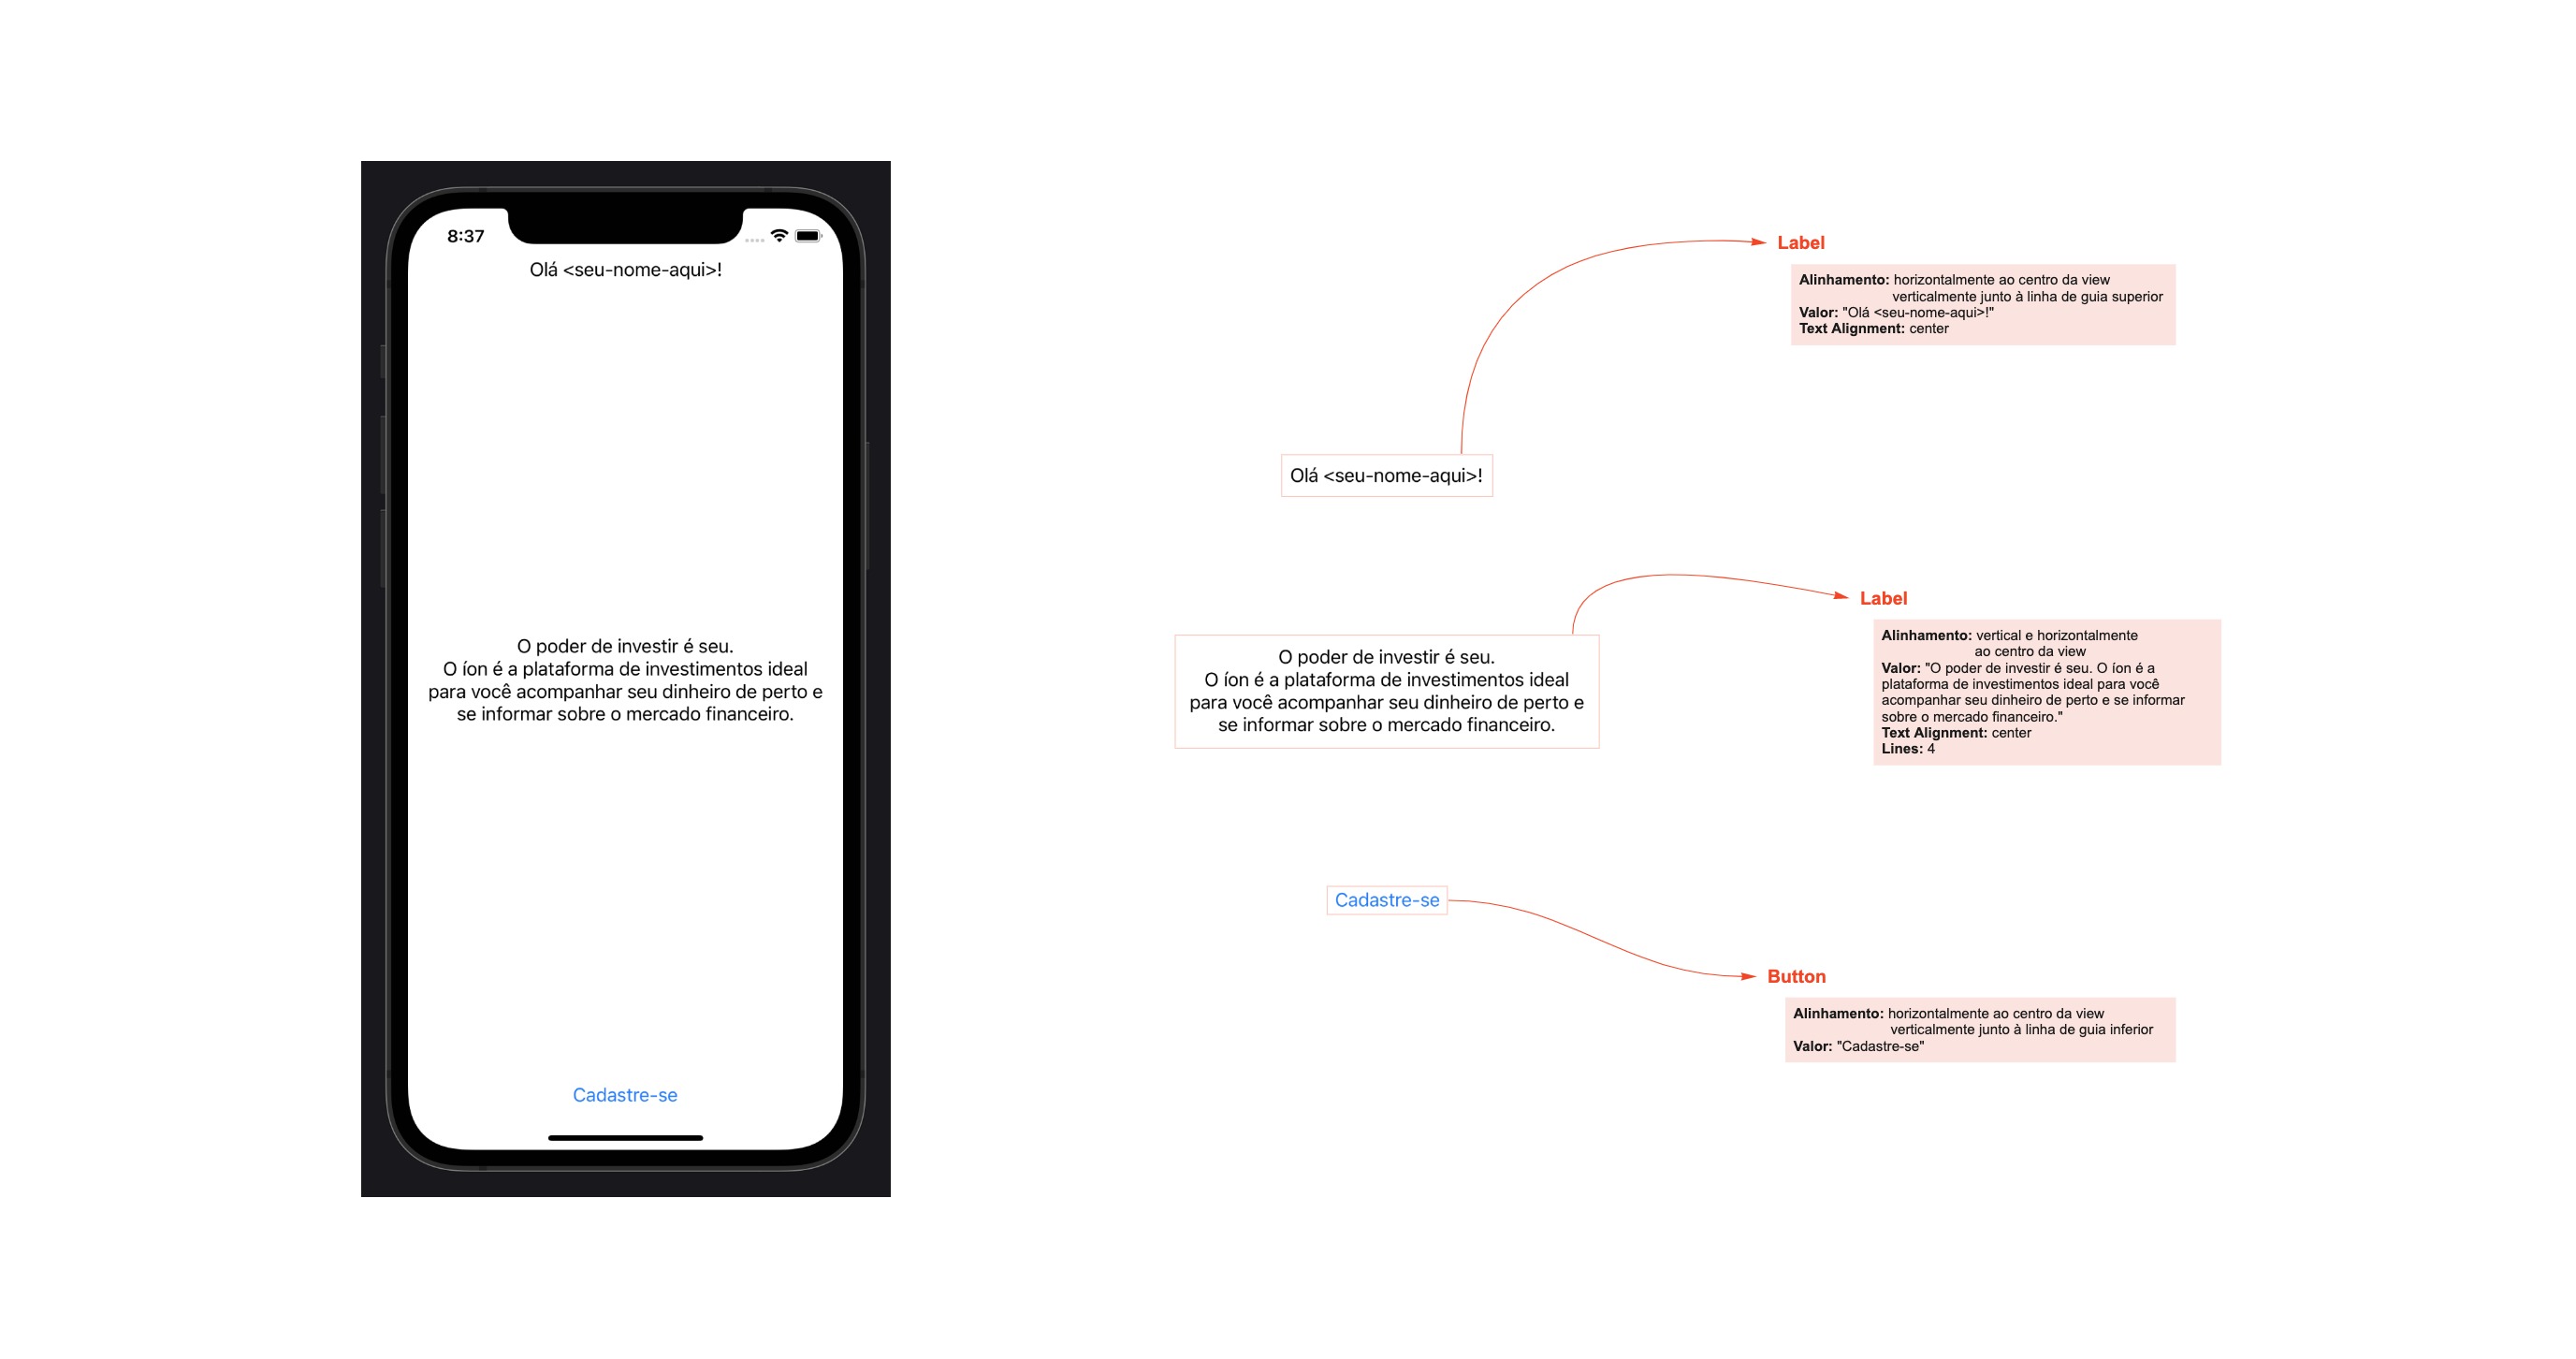 8:37
Olá <seu-nome-aqui>!
O poder de investir é seu.
O íon é a plataforma de investimentos ideal
para você acompanhar seu dinheiro de perto e
se informar sobre o mercado financeiro.
Cadastre-se
Label
Alinhamento: horizontalmente ao centro da view
verticalmente junto à linha de guia superior
Valor: "Olá <seu-nome-aqui>!"
Text Alignment: center
Olá <seu-nome-aqui>!
Label
Alinhamento: vertical e horizontalmente
ao centro da view
Valor: "O poder de investir é seu. O íon é a
plataforma de investimentos ideal para você
acompanhar seu dinheiro de perto e se informar
sobre o mercado financeiro."
Text Alignment: center
Lines: 4
O poder de investir é seu.
O íon é a plataforma de investimentos ideal
para você acompanhar seu dinheiro de perto e
se informar sobre o mercado financeiro.
Cadastre-se
Button
Alinhamento: horizontalmente ao centro da view
verticalmente junto à linha de guia inferior
Valor: "Cadastre-se"